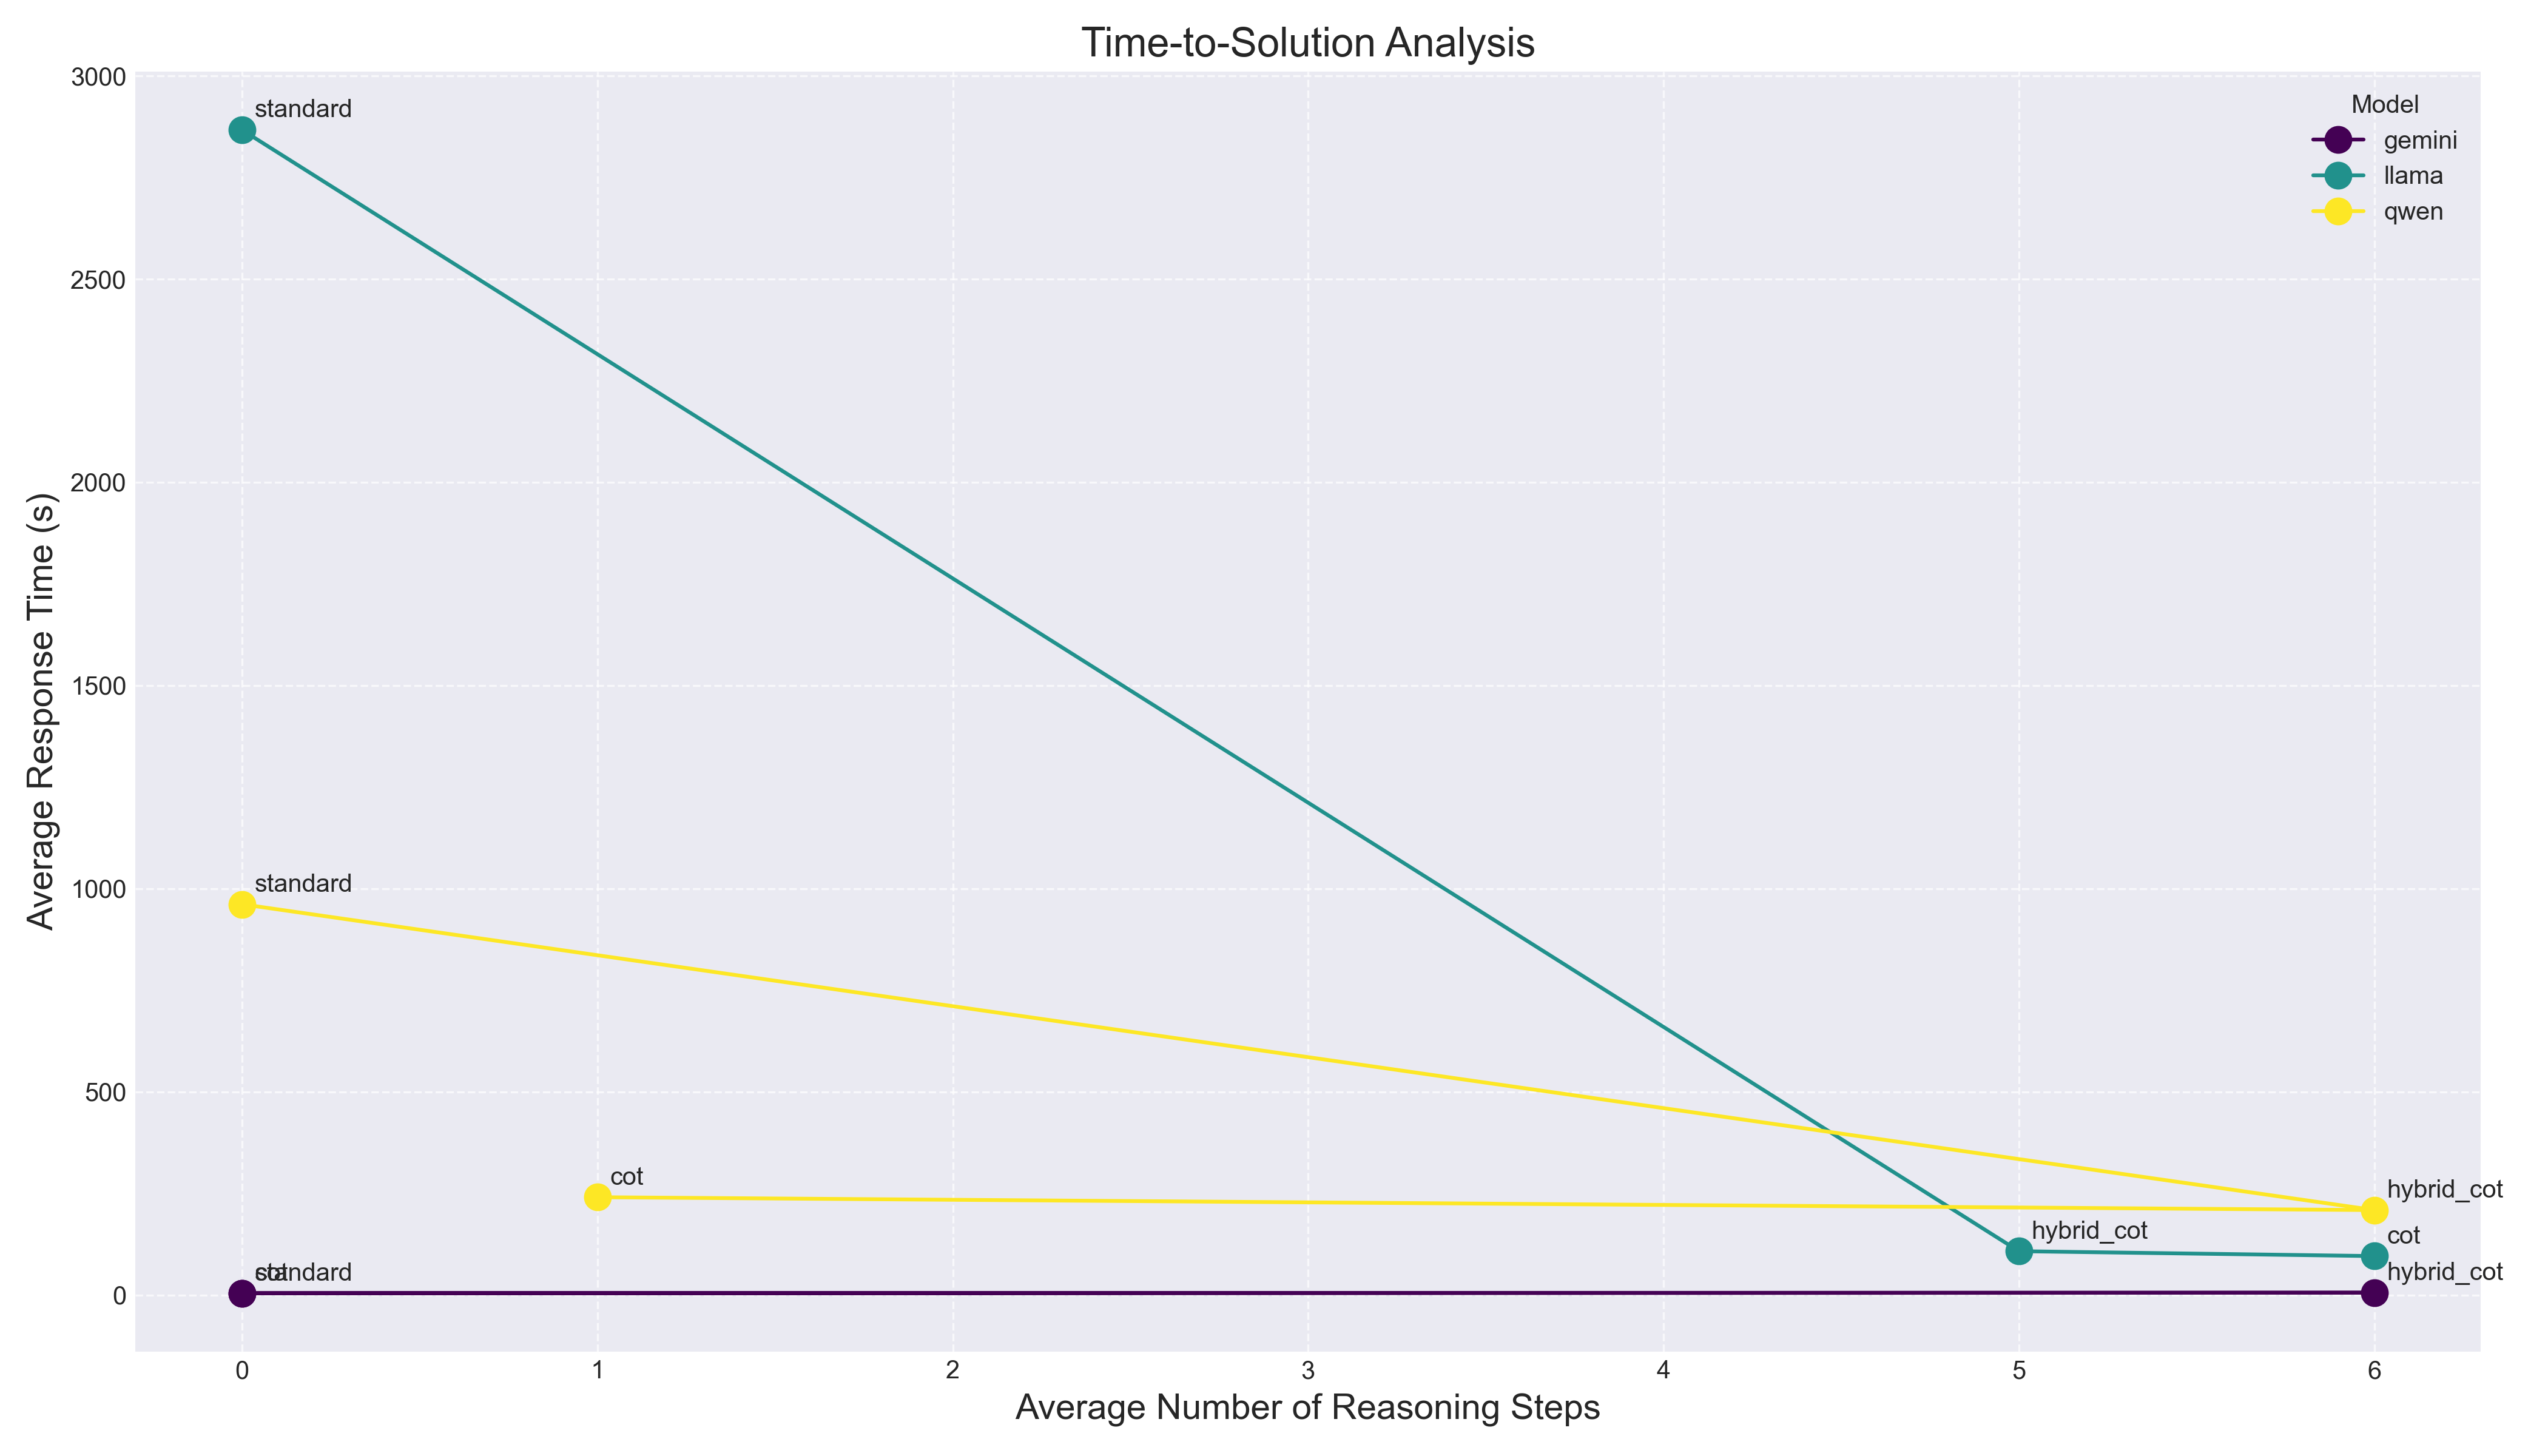 Time-to-Solution Analysis
3000
2500
2000
1500
1000
500
0
Average Response Time (s)
standard
standard
cot
cot
standard
hybrid_cot
hybrid_cot
cot
hybrid_cot
Model
gemini
llama
qwen
0 1 2 3 4 5 6
Average Number of Reasoning Steps